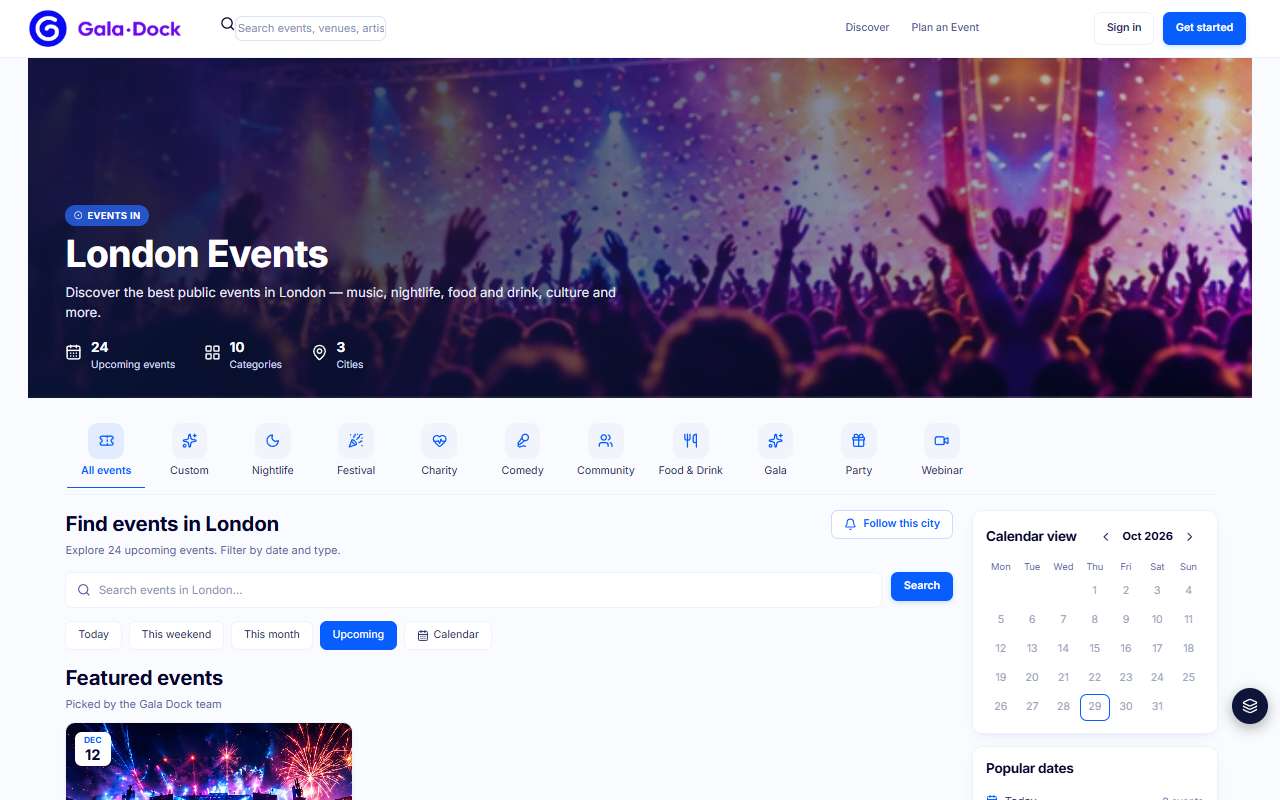 Gala·Dock
Search events, venues, artis
Discover
Plan an Event
Sign in
Get started
EVENTS IN
London Events
Discover the best public events in London — music, nightlife, food and drink, culture and
more.
24
Upcoming events
10
Categories
3
Cities
All events
Custom
Nightlife
Festival
Charity
Comedy
Community
Food & Drink
Gala
Party
Webinar
Find events in London
Follow this city
Explore 24 upcoming events. Filter by date and type.
Search events in London...
Search
Today
This weekend
This month
Upcoming
Calendar
Featured events
Picked by the Gala Dock team
DEC
12
Calendar view
Oct 2026
Mon Tue Wed Thu Fri Sat Sun
1 2 3 4
5 6 7 8 9 10 11
12 13 14 15 16 17 18
19 20 21 22 23 24 25
26 27 28 29 30 31
Popular dates
Today